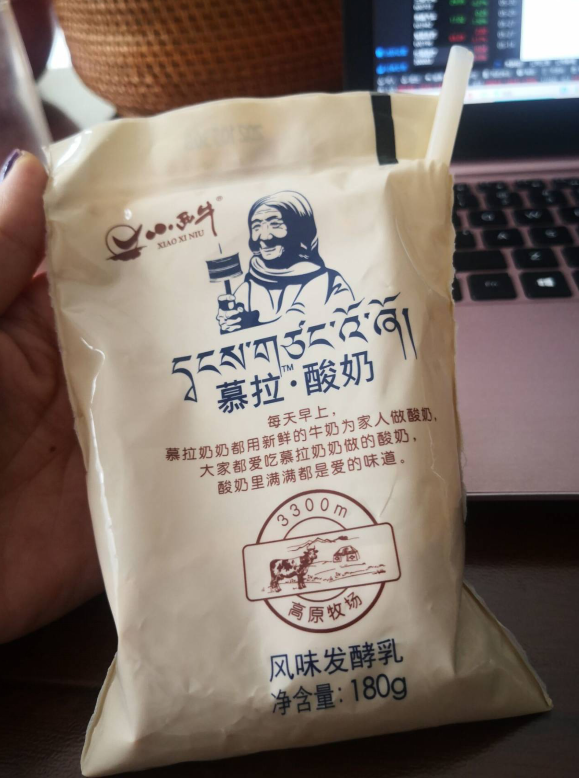 小西牛®
XIAO XI NIU
慕拉™·酸奶
每天早上，
慕拉奶奶都用新鲜的牛奶为家人做酸奶，
大家都爱吃慕拉奶奶做的酸奶，
酸奶里满满都是爱的味道。
3300m
高原牧场
风味发酵乳
净含量：180g